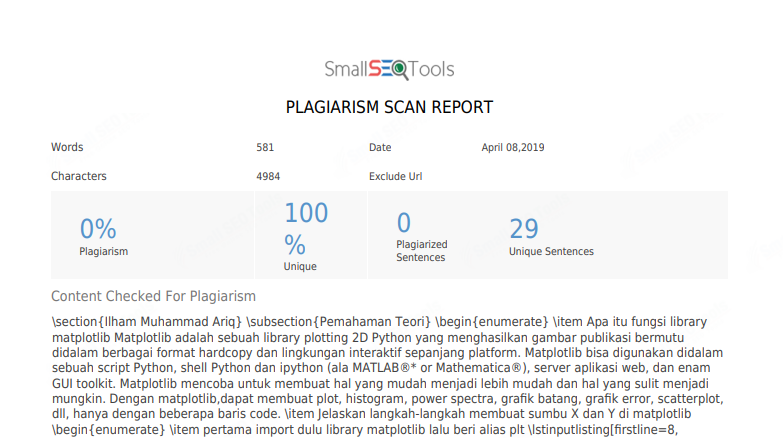 SmallSEOTools
PLAGIARISM SCAN REPORT
Words 581 Date April 08,2019
Characters 4984 Exclude Url
0%
Plagiarism
100
%
Unique
0
Plagiarized
Sentences
29
Unique Sentences
Content Checked For Plagiarism
\section{Ilham Muhammad Ariq} \subsection{Pemahaman Teori} \begin{enumerate} \item Apa itu fungsi library
matplotlib Matplotlib adalah sebuah library plotting 2D Python yang menghasilkan gambar publikasi bermutu
didalam berbagai format hardcopy dan lingkungan interaktif sepanjang platform. Matplotlib bisa digunakan didalam
sebuah script Python, shell Python dan ipython (ala MATLAB®* or Mathematica®), server aplikasi web, dan enam
GUI toolkit. Matplotlib mencoba untuk membuat hal yang mudah menjadi lebih mudah dan hal yang sulit menjadi
mungkin. Dengan matplotlib,dapat membuat plot, histogram, power spectra, grafik batang, grafik error, scatterplot,
dll, hanya dengan beberapa baris code. \item Jelaskan langkah-langkah membuat sumbu X dan Y di matplotlib
\begin{enumerate} \item pertama import dulu library matplotlib lalu beri alias plt \lstinputlisting[firstline=8,